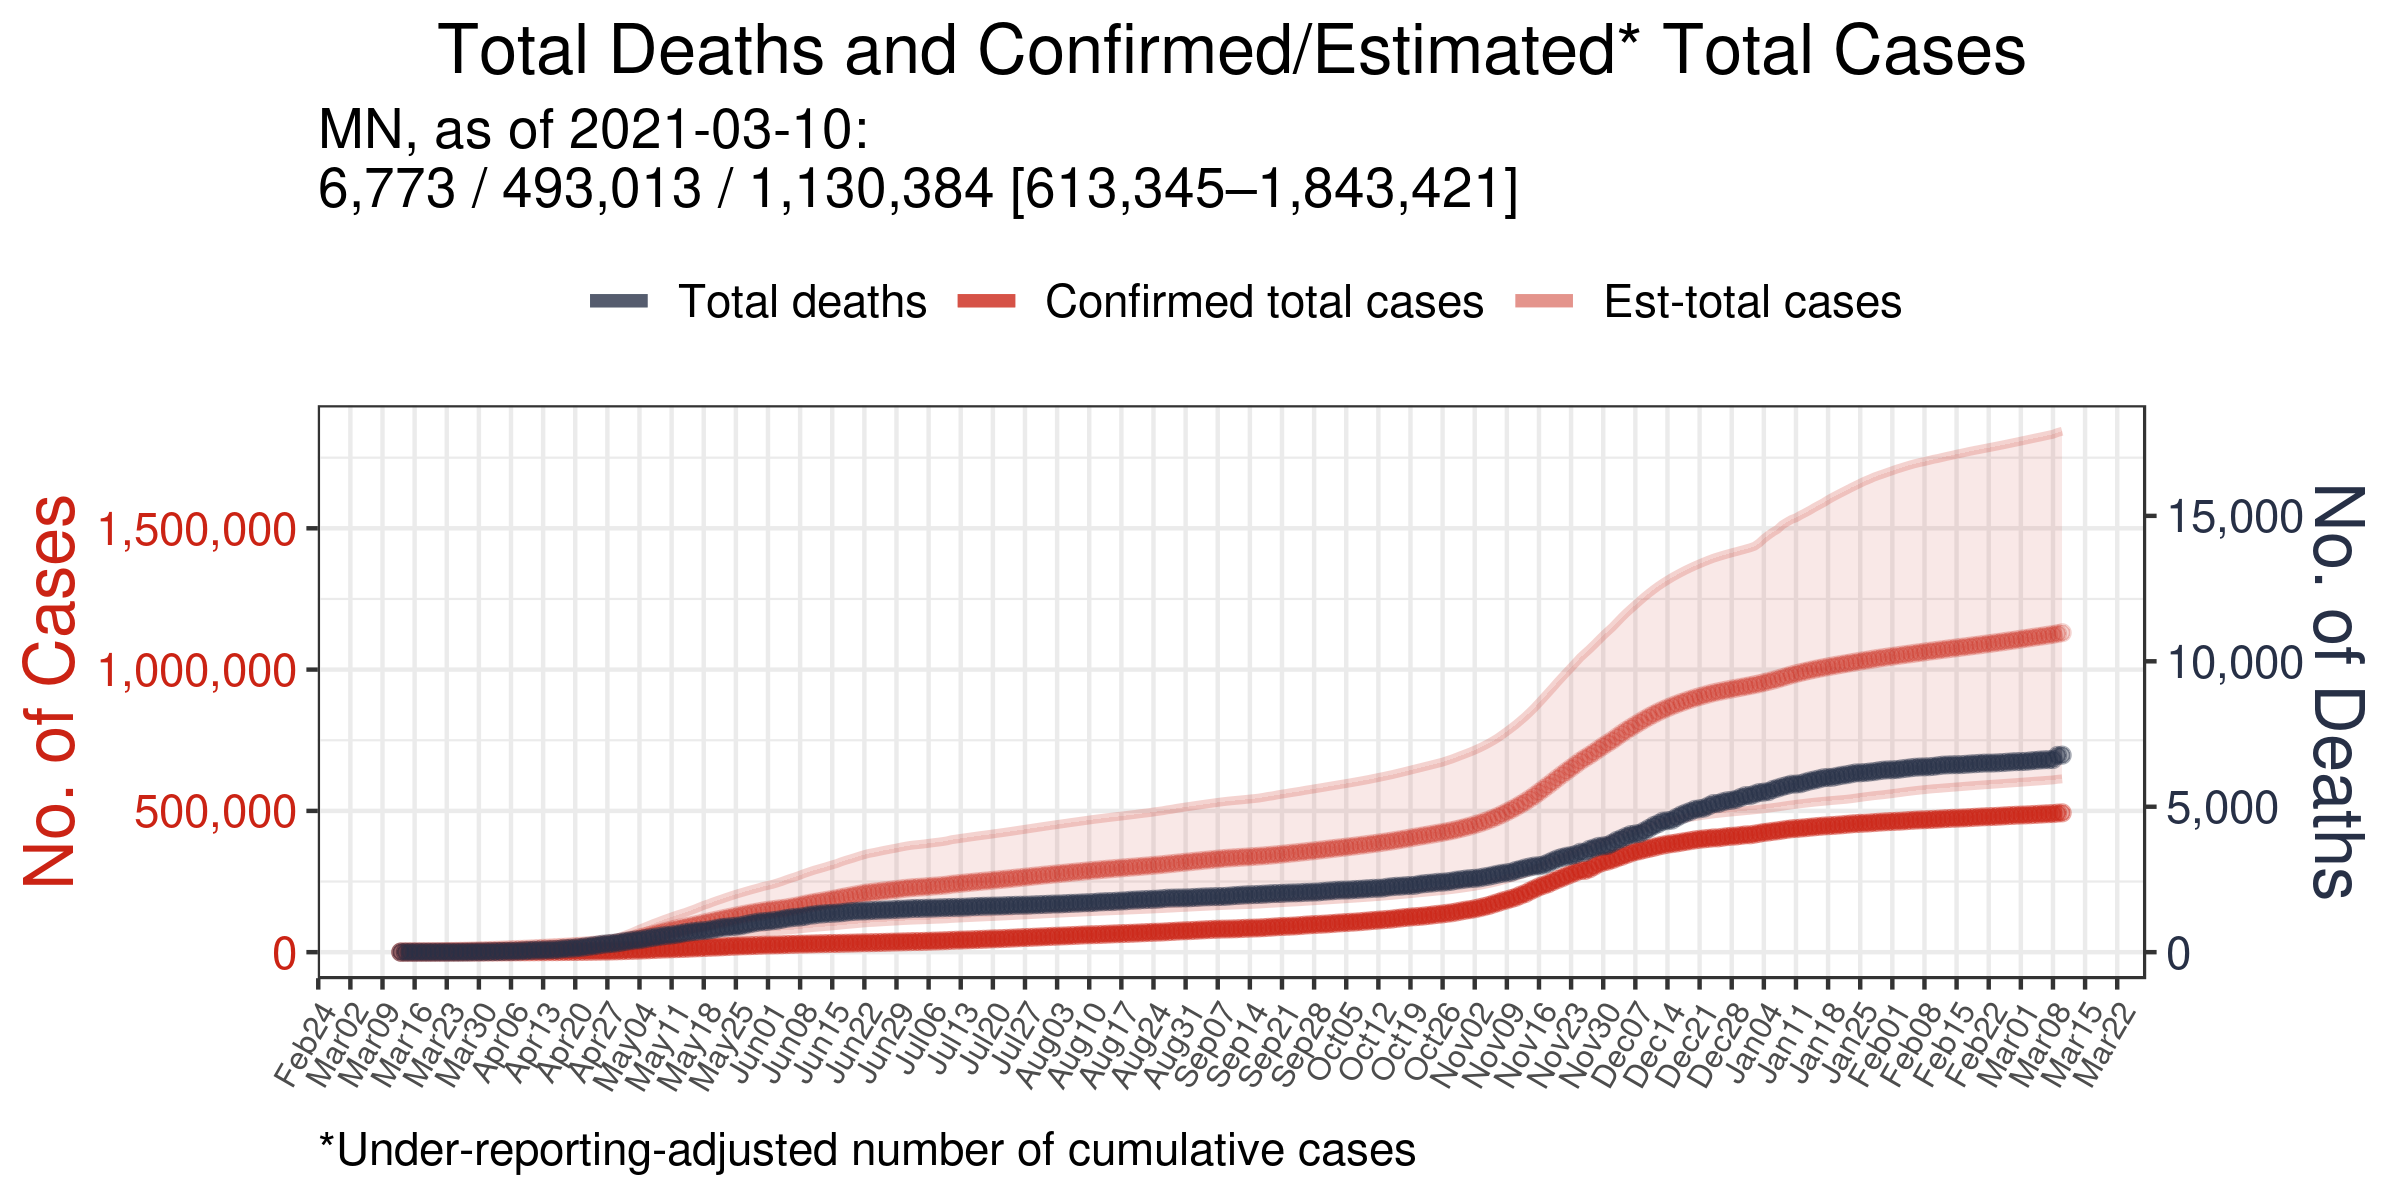 Total Deaths and Confirmed/Estimated* Total Cases
MN, as of 2021-03-10:
6,773 / 493,013 / 1,130,384 [613,345–1,843,421]
Total deaths
Confirmed total cases
Est-total cases
No. of Cases
1,500,000
1,000,000
500,000
0
15,000
10,000
5,000
0
No. of Deaths
Feb24
Mar02
Mar09
Mar16
Mar23
Mar30
Apr06
Apr13
Apr20
Apr27
May04
May11
May18
May25
Jun01
Jun08
Jun15
Jun22
Jun29
Jul06
Jul13
Jul20
Jul27
Aug03
Aug10
Aug17
Aug24
Aug31
Sep07
Sep14
Sep21
Sep28
Oct05
Oct12
Oct19
Oct26
Nov02
Nov09
Nov16
Nov23
Nov30
Dec07
Dec14
Dec21
Dec28
Jan04
Jan11
Jan18
Jan25
Feb01
Feb08
Feb15
Feb22
Mar01
Mar08
Mar15
Mar22
*Under-reporting-adjusted number of cumulative cases